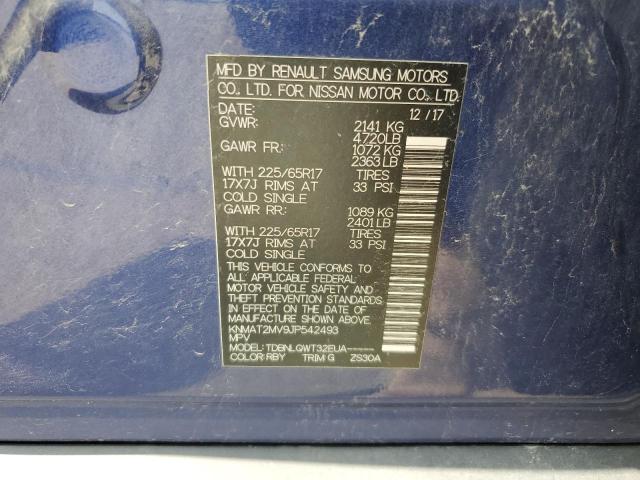 MFD BY RENAULT SAMSUNG MOTORS
CO., LTD. FOR NISSAN MOTOR CO., LTD.
DATE: 12 /17
GVWR: 2141 KG
4720LB
GAWR FR: 1072 KG
2363LB
WITH 225/65R17 TIRES
17X7J RIMS AT 33 PSI
COLD SINGLE
GAWR RR: 1089 KG
2401LB
WITH 225/65R17 TIRES
17X7J RIMS AT 33 PSI
COLD SINGLE
THIS VEHICLE CONFORMS TO
ALL APPLICABLE FEDERAL
MOTOR VEHICLE SAFETY AND
THEFT PREVENTION STANDARDS
IN EFFECT ON THE DATE OF
MANUFACTURE SHOWN ABOVE.
KNMAT2MV9JP542493
MPV
MODEL: TDBNLQWT32EUA-----
COLOR:RBY TRIM:G ZS30A